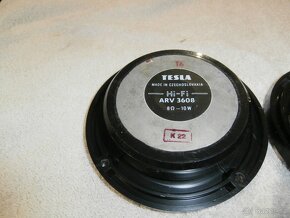 TESLA
MADE IN CZECHOSLOVAKIA
Hi-Fi
ARV 3608
8Ω-10W
K 22